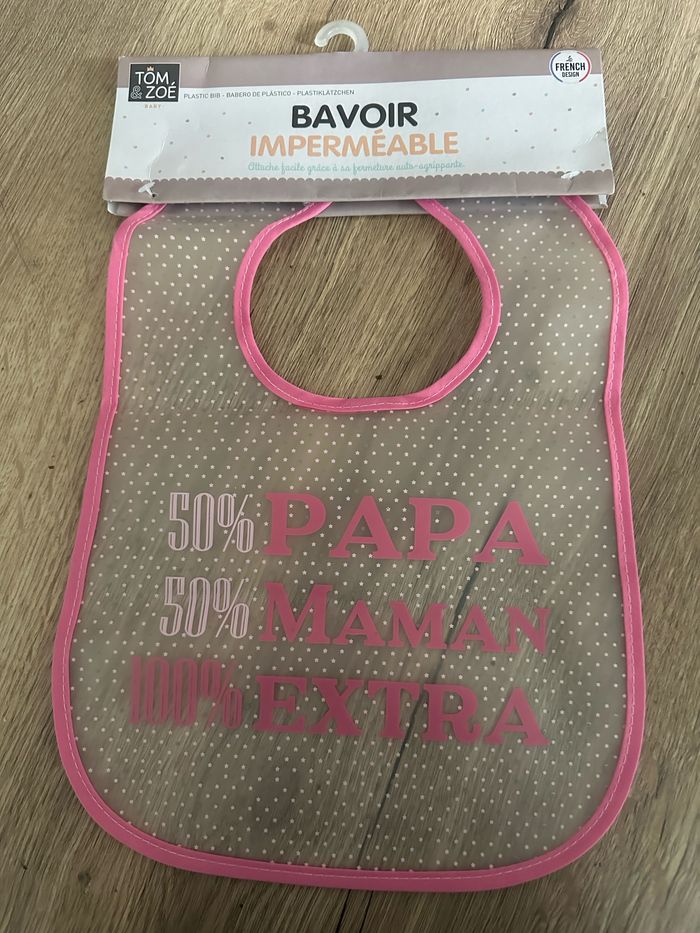 TOM
& ZOÉ
BABY
PLASTIC BIB - BABERO DE PLÁSTICO - PLASTIKLÄTZCHEN
le
FRENCH
DESIGN
BAVOIR
IMPERMÉABLE
Attache facile grâce à sa fermeture auto-agrippante.
50% PAPA
50% MAMAN
100% EXTRA